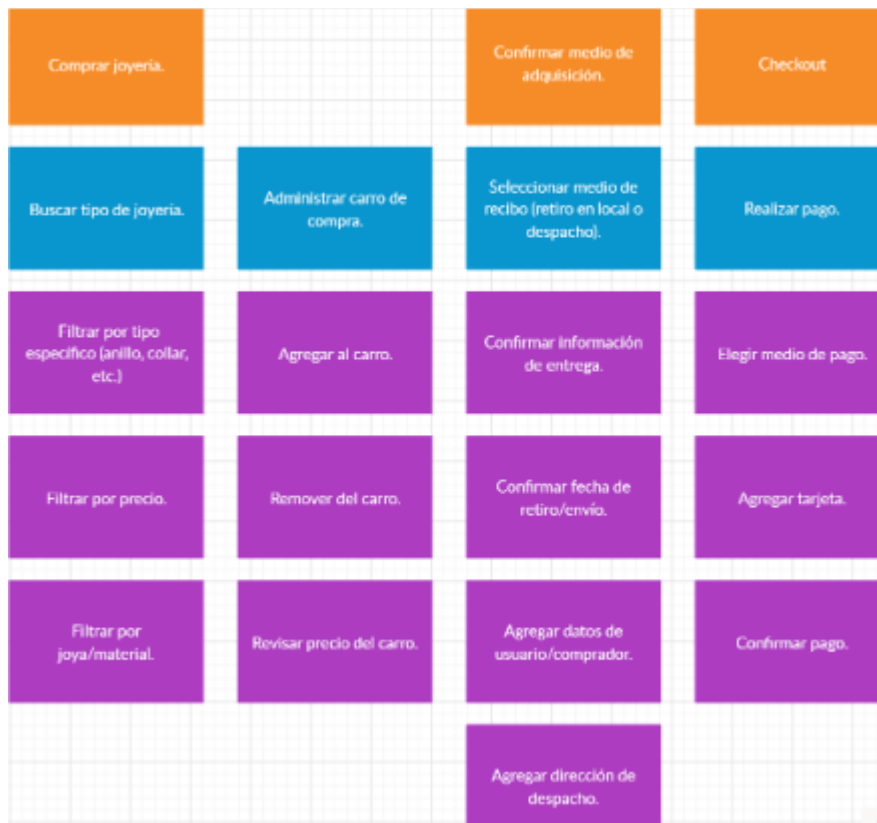 Comprar joyería.
Confirmar medio de
adquisición.
Checkout
Buscar tipo de joyería.
Administrar carro de
compra.
Seleccionar medio de
recibo (retiro en local o
despacho).
Realizar pago.
Filtrar por tipo
específico (anillo, collar,
etc.)
Agregar al carro.
Confirmar información
de entrega.
Elegir medio de pago.
Filtrar por precio.
Remover del carro.
Confirmar fecha de
retiro/envío.
Agregar tarjeta.
Filtrar por
joya/material.
Revisar precio del carro.
Agregar datos de
usuario/comprador.
Confirmar pago.
Agregar dirección de
despacho.